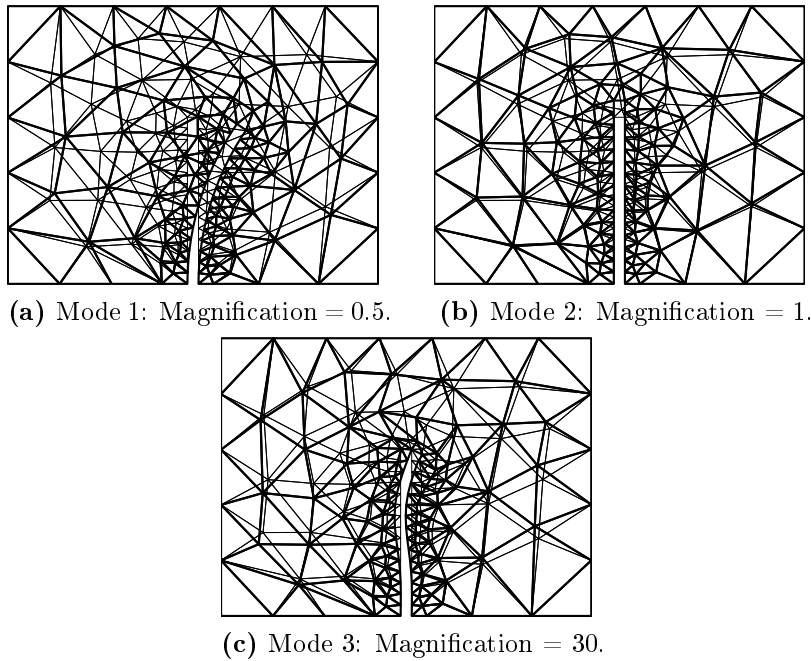 (a) Mode 1: Magnification = 0.5.
(b) Mode 2: Magnification = 1.
(c) Mode 3: Magnification = 30.